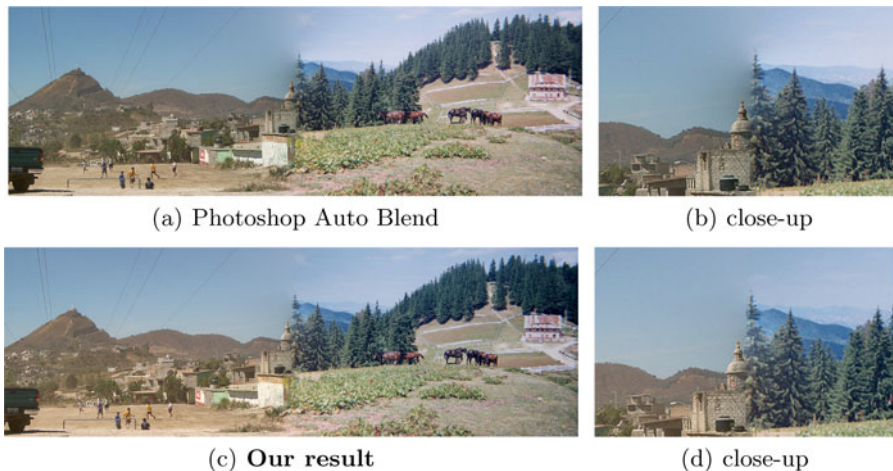 (a) Photoshop Auto Blend
(b) close-up
(c) Our result
(d) close-up